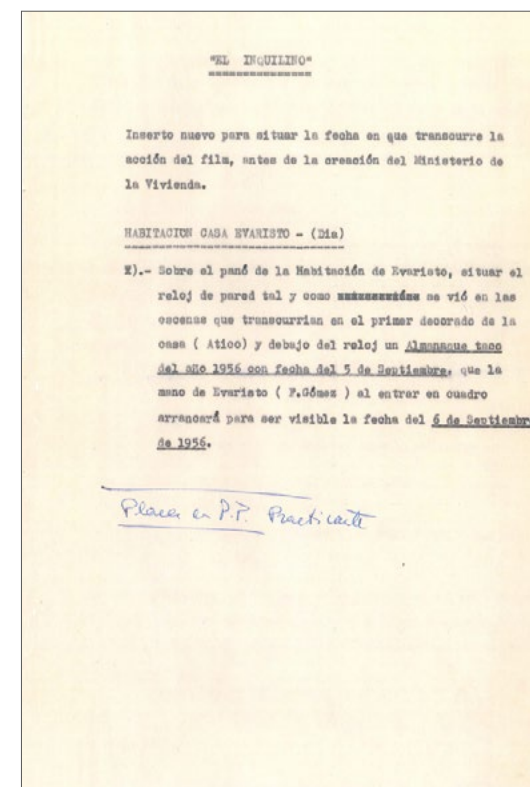 "EL INQUILINO"
Inserto nuevo para situar la fecha en que transcurre la
acción del film, antes de la creación del Ministerio de
la Vivienda.
HABITACION CASA EVARISTO - (Dia)
X).- Sobre el panó de la Habitación de Evaristo, situar el
reloj de pared tal y como se vió en las
escenas que transcurrian en el primer decorado de la
casa ( Atico) y debajo del reloj un Almanaque taco
del año 1956 con fecha del 5 de Septiembre, que la
mano de Evaristo ( F.Gómez ) al entrar en cuadro
arrancará para ser visible la fecha del 6 de Septiembre
de 1956.
en P.P. Practicante